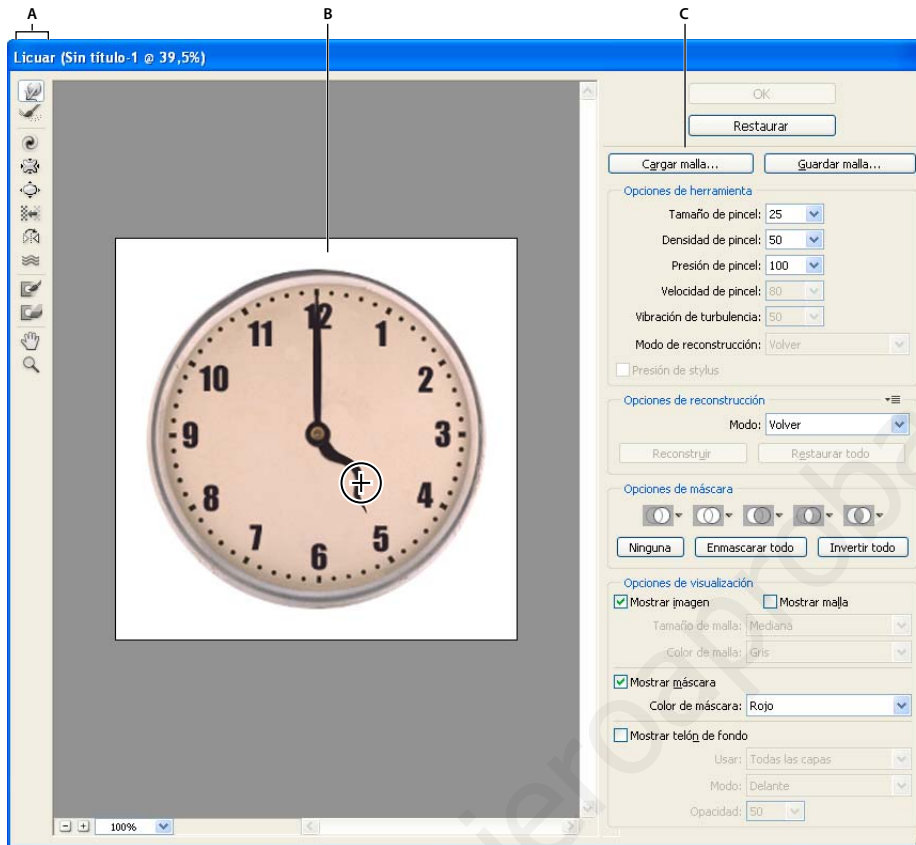 A
B
C
Licuar (Sin título-1 @ 39,5%)
OK
Restaurar
Cargar malla...
Guardar malla...
Opciones de herramienta
Tamaño de pincel: 25
Densidad de pincel: 50
Presión de pincel: 100
Velocidad de pincel: 80
Vibración de turbulencia: 50
Modo de reconstrucción: Volver
Presión de stylus
Opciones de reconstrucción
Modo: Volver
Reconstruir
Restaurar todo
Opciones de máscara
Ninguna
Enmascarar todo
Invertir todo
Opciones de visualización
Mostrar imagen
Mostrar malla
Tamaño de malla: Mediana
Color de malla: Gris
Mostrar máscara
Color de máscara: Rojo
Mostrar telón de fondo
Usar: Todas las capas
Modo: Delante
Opacidad: 50
12
11
1
10
2
9
3
8
4
7
5
6
100%